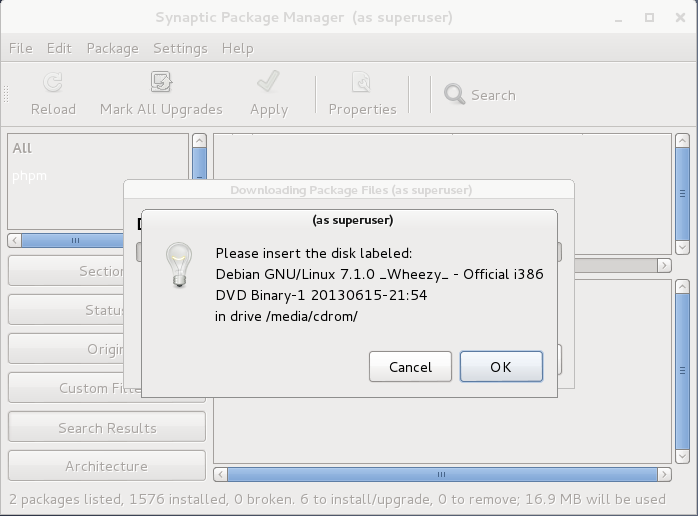 Synaptic Package Manager (as superuser)
File Edit Package Settings Help
Reload Mark All Upgrades Apply Properties Search
All
phpm
Downloading Package Files (as superuser)
(as superuser)
Please insert the disk labeled:
Debian GNU/Linux 7.1.0 _Wheezy_ - Official i386
DVD Binary-1 20130615-21:54
in drive /media/cdrom/
Cancel OK
Custom
Search Results
Architecture
2 packages listed, 1576 installed, 0 broken. 6 to install/upgrade, 0 to remove; 16.9 MB will be used